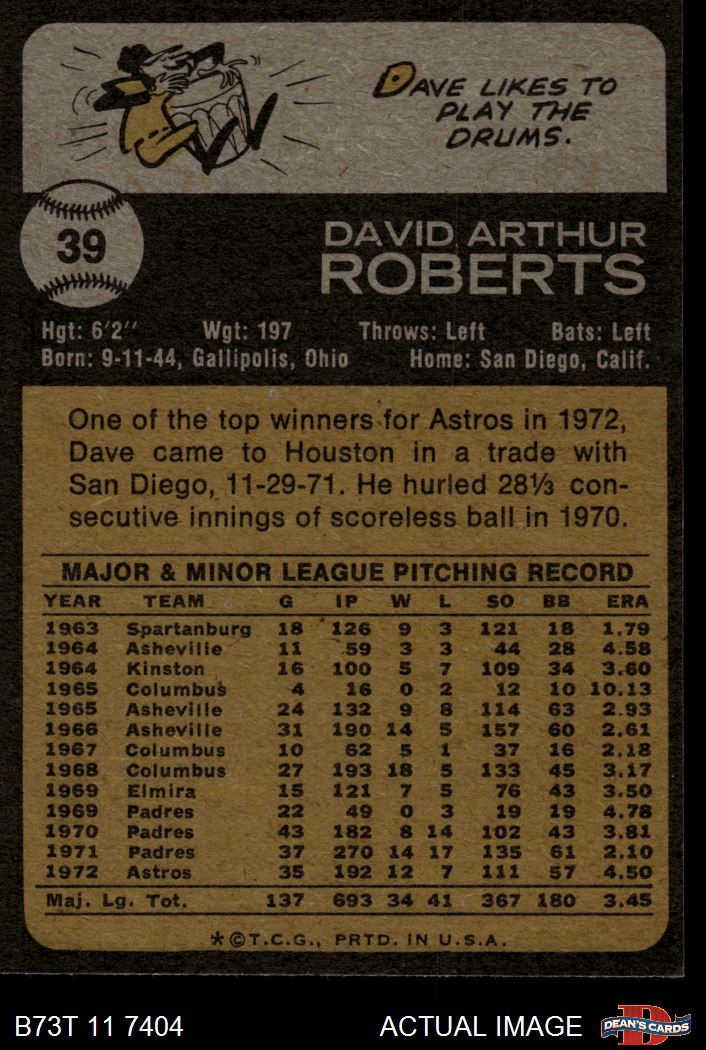 DAVE LIKES TO
PLAY THE
DRUMS.
39
DAVID ARTHUR
ROBERTS
Hgt: 6'2" Wgt: 197 Throws: Left Bats: Left
Born: 9-11-44, Gallipolis, Ohio Home: San Diego, Calif.
One of the top winners for Astros in 1972,
Dave came to Houston in a trade with
San Diego, 11-29-71. He hurled 28⅓ con-
secutive innings of scoreless ball in 1970.
MAJOR & MINOR LEAGUE PITCHING RECORD
YEAR TEAM G IP W L SO BB ERA
1963 Spartanburg 18 126 9 3 121 18 1.79
1964 Asheville 11 59 3 3 44 28 4.58
1964 Kinston 16 100 5 7 109 34 3.60
1965 Columbus 4 16 0 2 12 10 10.13
1965 Asheville 24 132 9 8 114 63 2.93
1966 Asheville 31 190 14 5 157 60 2.61
1967 Columbus 10 62 5 1 37 16 2.18
1968 Columbus 27 193 18 5 133 45 3.17
1969 Elmira 15 121 7 5 76 43 3.50
1969 Padres 22 49 0 3 19 19 4.78
1970 Padres 43 182 8 14 102 43 3.81
1971 Padres 37 270 14 17 135 61 2.10
1972 Astros 35 192 12 7 111 57 4.50
Maj. Lg. Tot. 137 693 34 41 367 180 3.45
*©T.C.G., PRTD. IN U.S.A.
B73T 11 7404 ACTUAL IMAGE D DEAN'S CARDS